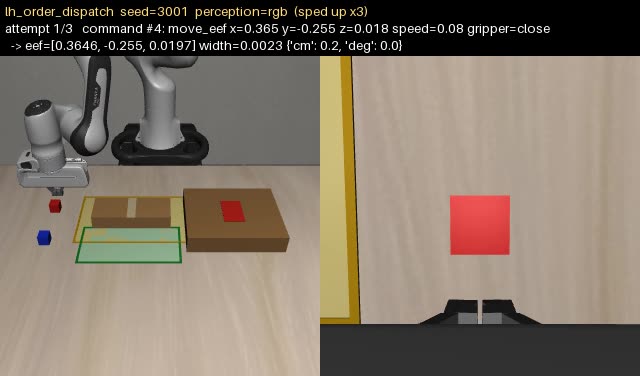 lh_order_dispatch seed=3001 perception=rgb (sped up x3)
attempt 1/3 command #4: move_eef x=0.365 y=-0.255 z=0.018 speed=0.08 gripper=close
-> eef=[0.3646, -0.255, 0.0197] width=0.0023 {'cm': 0.2, 'deg': 0.0}